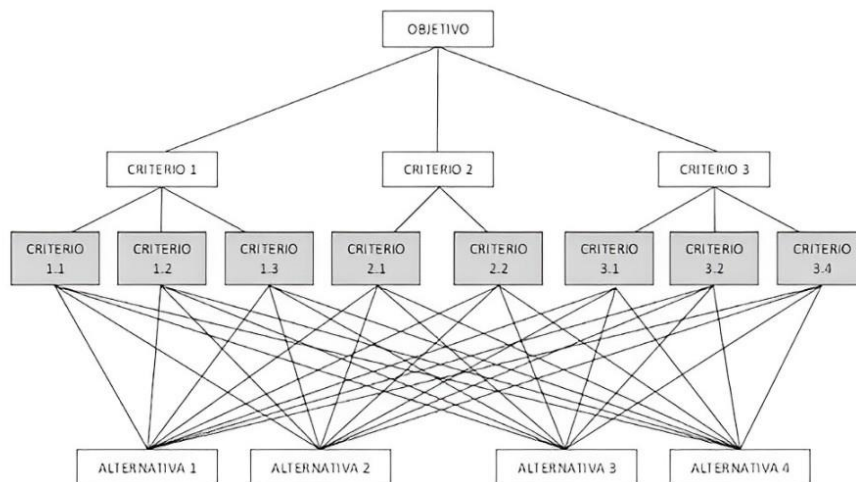 OBJETIVO
CRITERIO 1
CRITERIO 2
CRITERIO 3
CRITERIO
1.1
CRITERIO
1.2
CRITERIO
1.3
CRITERIO
2.1
CRITERIO
2.2
CRITERIO
3.1
CRITERIO
3.2
CRITERIO
3.4
ALTERNATIVA 1
ALTERNATIVA 2
ALTERNATIVA 3
ALTERNATIVA 4